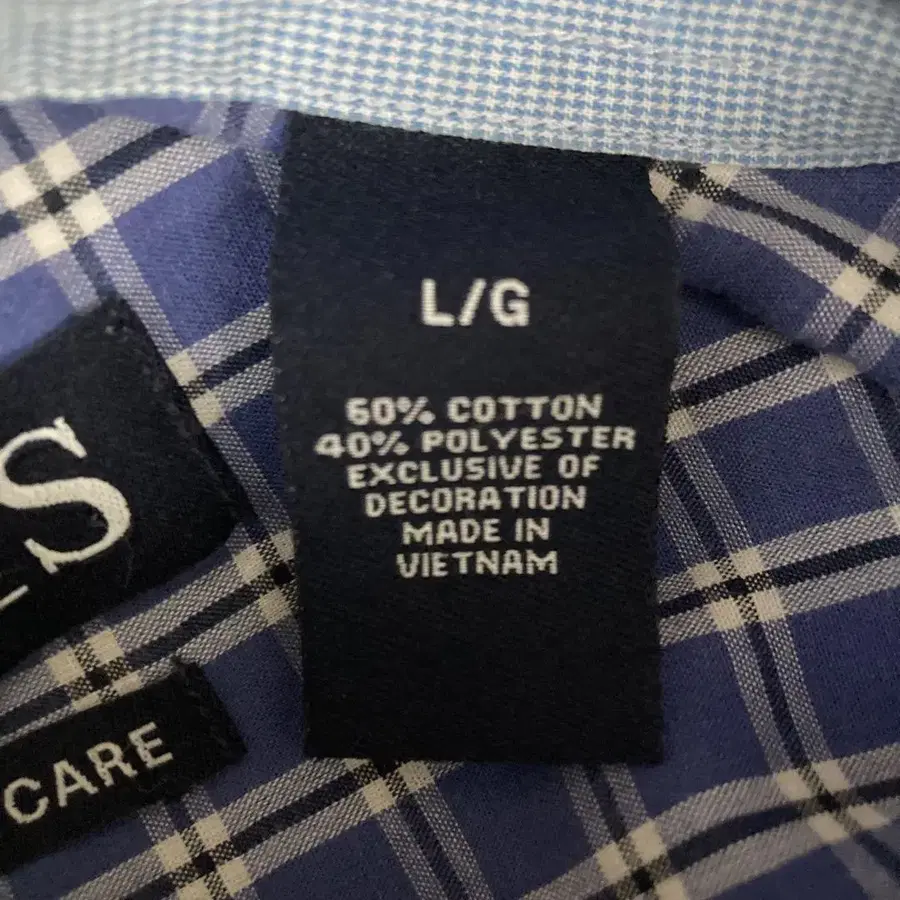 L/G
60% COTTON
40% POLYESTER
EXCLUSIVE OF
DECORATION
MADE IN
VIETNAM
S
CARE